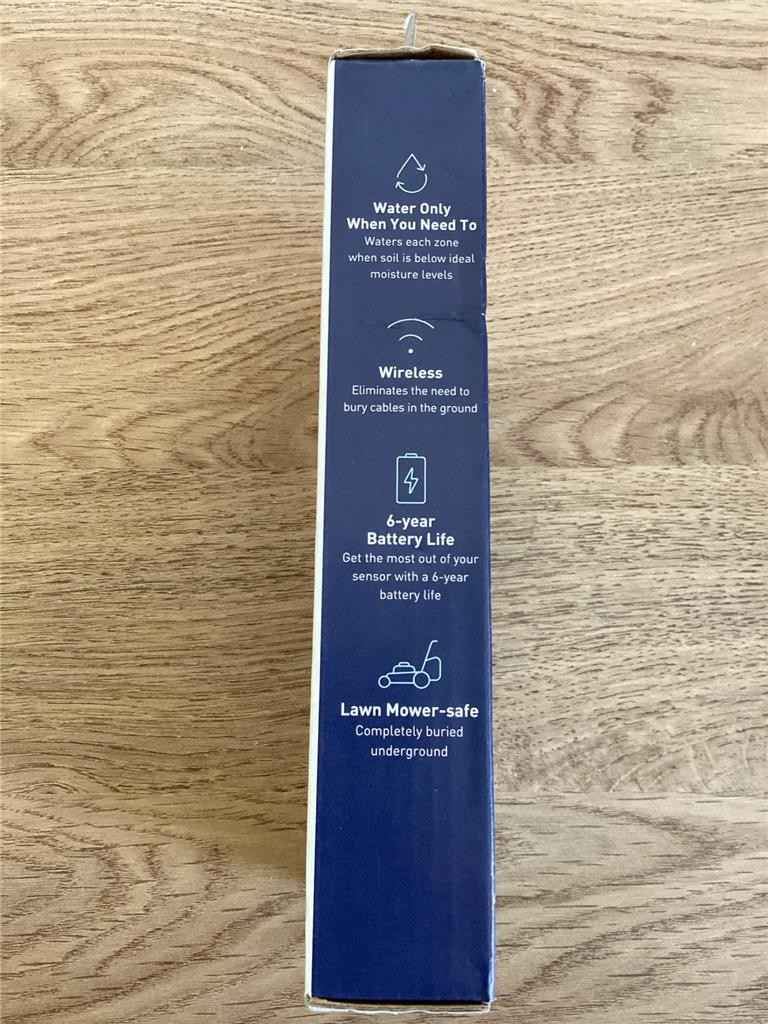 Water Only
When You Need To
Waters each zone
when soil is below ideal
moisture levels
Wireless
Eliminates the need to
bury cables in the ground
6-year
Battery Life
Get the most out of your
sensor with a 6-year
battery life
Lawn Mower-safe
Completely buried
underground